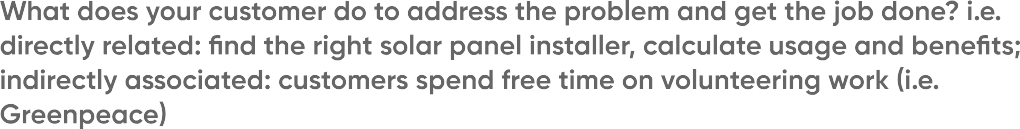 What does your customer do to address the problem and get the job done? i.e.
directly related: find the right solar panel installer, calculate usage and benefits;
indirectly associated: customers spend free time on volunteering work (i.e.
Greenpeace)